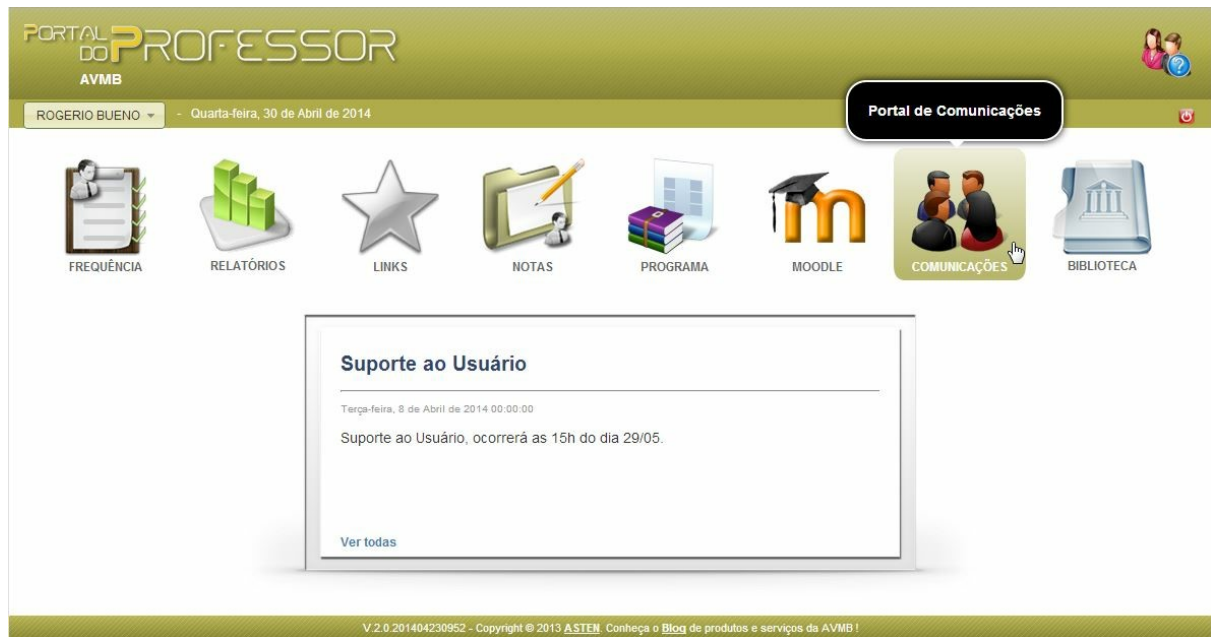 PORTAL
DO PROFESSOR
AVMB
ROGERIO BUENO - Quarta-feira, 30 de Abril de 2014
Portal de Comunicações
FREQUÊNCIA RELATÓRIOS LINKS NOTAS PROGRAMA MOODLE COMUNICAÇÕES BIBLIOTECA
Suporte ao Usuário
Terça-feira, 8 de Abril de 2014 00:00:00
Suporte ao Usuário, ocorrerá as 15h do dia 29/05.
Ver todas
V.2.0.201404230952 - Copyright © 2013 ASTEN. Conheça o Blog de produtos e serviços da AVMB !